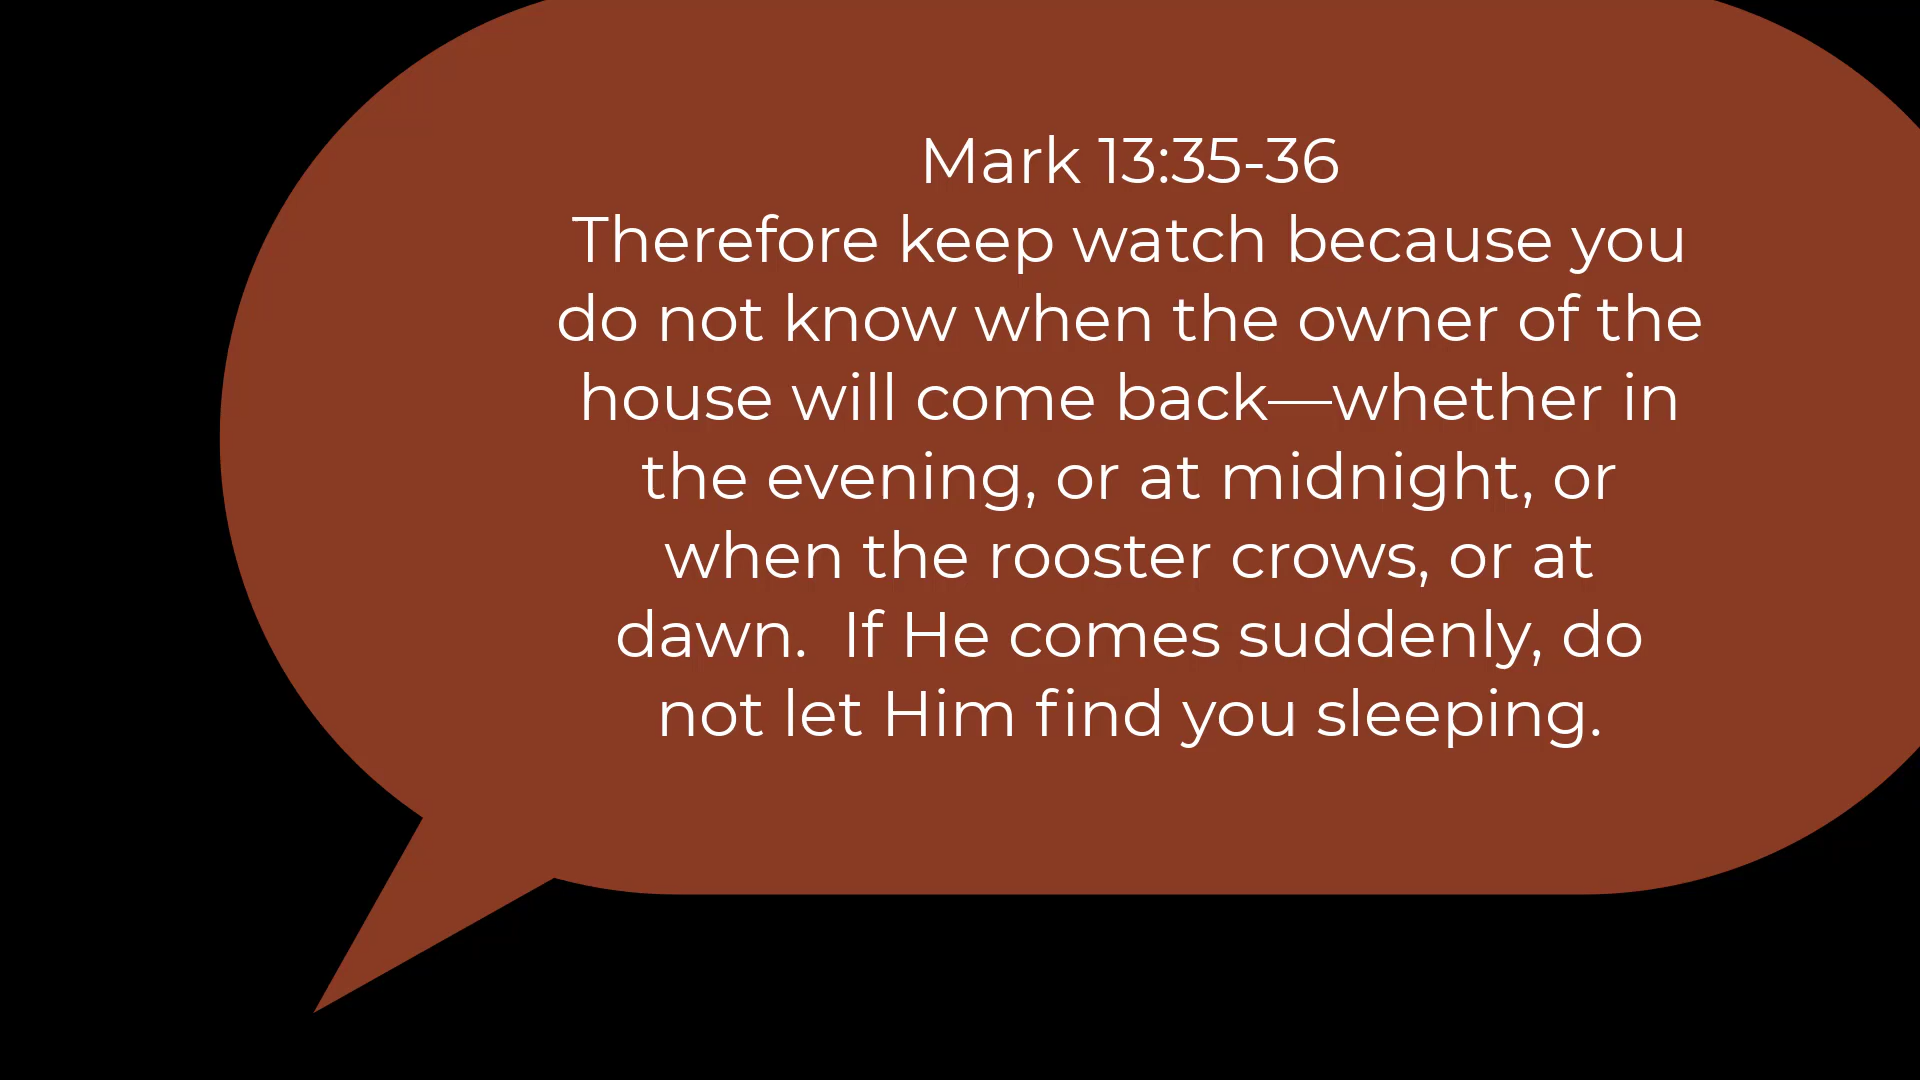 Mark 13:35-36
Therefore keep watch because you
do not know when the owner of the
house will come back—whether in
the evening, or at midnight, or
when the rooster crows, or at
dawn.  If He comes suddenly, do
not let Him find you sleeping.